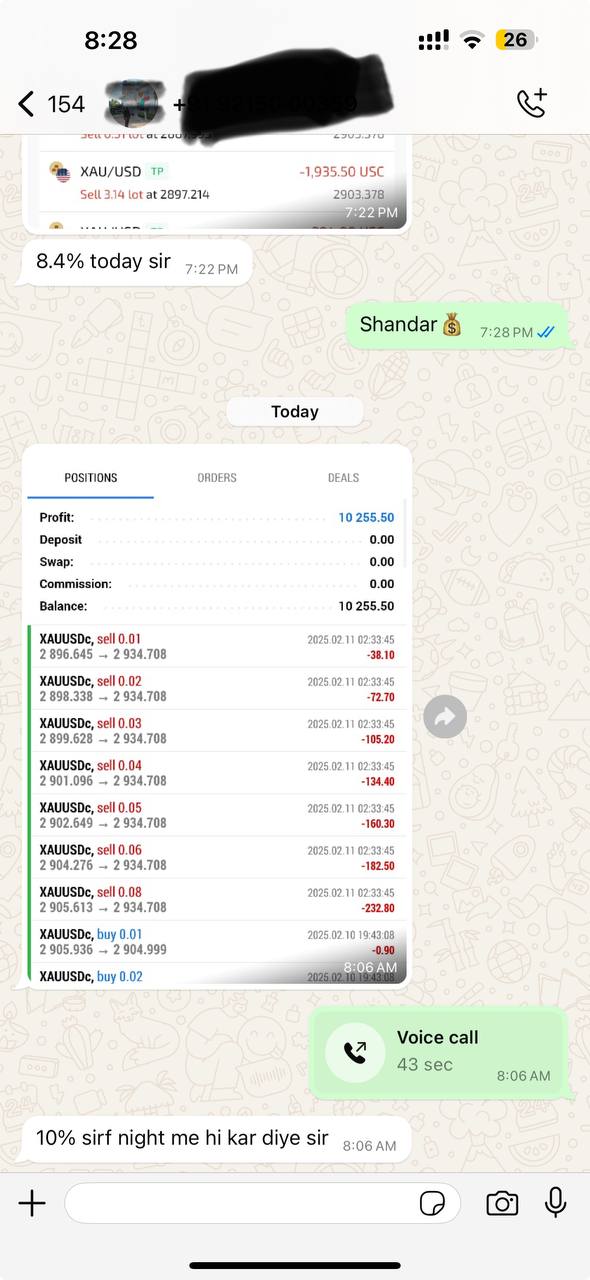 8:28
26
154
Sell 0.51 lot at 2887.995
2903.378
XAU/USD TP
-1,935.50 USC
Sell 3.14 lot at 2897.214
2903.378
7:22 PM
8.4% today sir 7:22 PM
Shandar💰 7:28 PM
Today
POSITIONS ORDERS DEALS
Profit: 10 255.50
Deposit 0.00
Swap: 0.00
Commission: 0.00
Balance: 10 255.50
XAUUSDc, sell 0.01 2025.02.11 02:33:45
2 896.645 → 2 934.708 -38.10
XAUUSDc, sell 0.02 2025.02.11 02:33:45
2 898.338 → 2 934.708 -72.70
XAUUSDc, sell 0.03 2025.02.11 02:33:45
2 899.628 → 2 934.708 -105.20
XAUUSDc, sell 0.04 2025.02.11 02:33:45
2 901.096 → 2 934.708 -134.40
XAUUSDc, sell 0.05 2025.02.11 02:33:45
2 902.649 → 2 934.708 -160.30
XAUUSDc, sell 0.06 2025.02.11 02:33:45
2 904.276 → 2 934.708 -182.50
XAUUSDc, sell 0.08 2025.02.11 02:33:45
2 905.613 → 2 934.708 -232.80
XAUUSDc, buy 0.01 2025.02.10 19:43:08
2 905.936 → 2 904.999 -0.90
XAUUSDc, buy 0.02 2025.02.10 19:43:08
8:06 AM
Voice call
43 sec 8:06 AM
10% sirf night me hi kar diye sir 8:06 AM